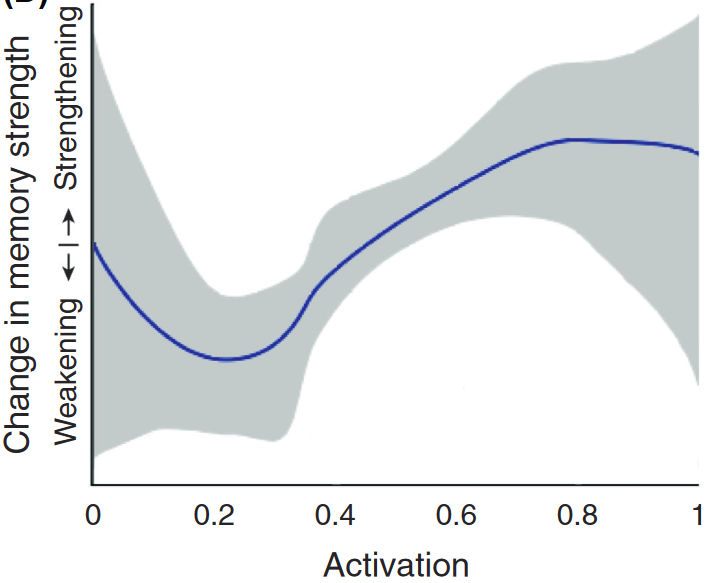 Change in memory strength
Weakening ←|→ Strengthening
0 0.2 0.4 0.6 0.8 1
Activation